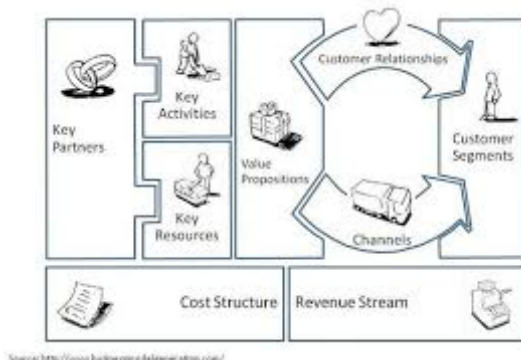 Customer Relationships
Key
Activities
Key
Partners
Value
Propositions
Customer
Segments
Key
Resources
Channels
Cost Structure
Revenue Stream